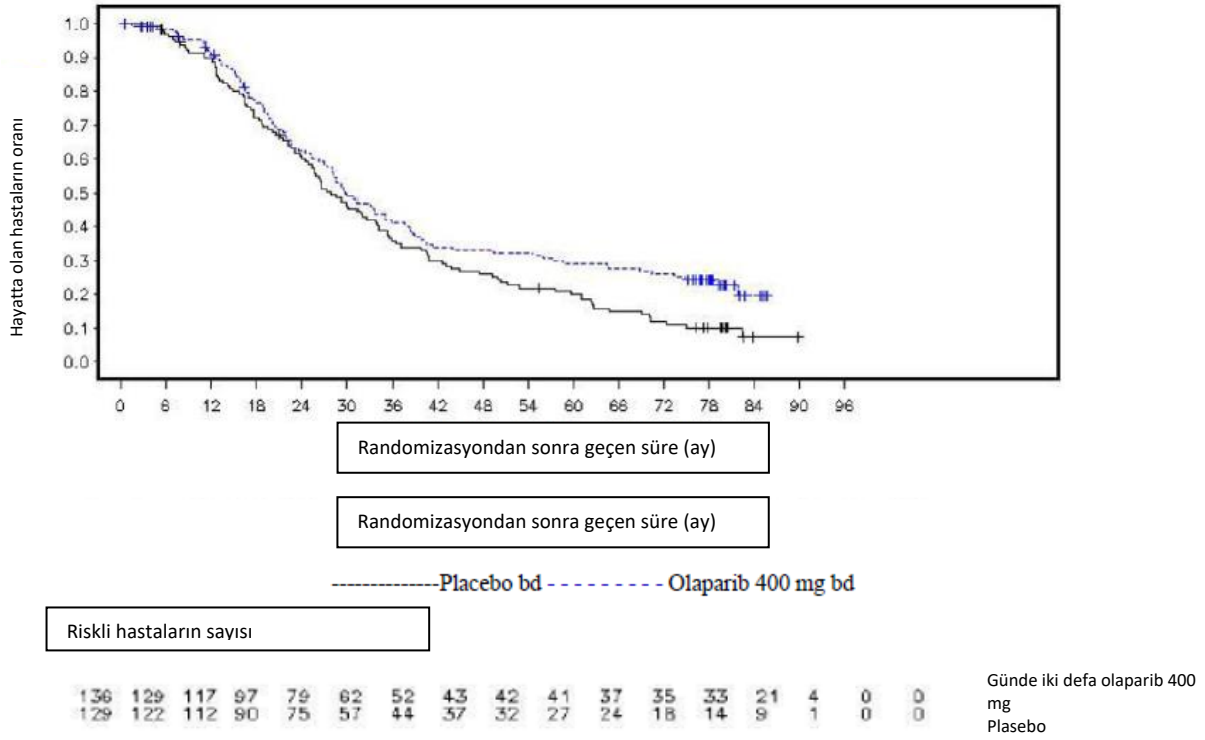 Hayatta olan hastaların oranı
1.0
0.9
0.8
0.7
0.6
0.5
0.4
0.3
0.2
0.1
0.0
0 6 12 18 24 30 36 42 48 54 60 66 72 78 84 90 96
Randomizasyondan sonra geçen süre (ay)
Randomizasyondan sonra geçen süre (ay)
Placebo bd Olaparib 400 mg bd
Riskli hastaların sayısı
136 129 117 97 79 62 52 43 42 41 37 35 33 21 4 0 0
129 122 112 90 75 57 44 37 32 27 24 18 14 9 1 0 0
Günde iki defa olaparib 400
mg
Plasebo